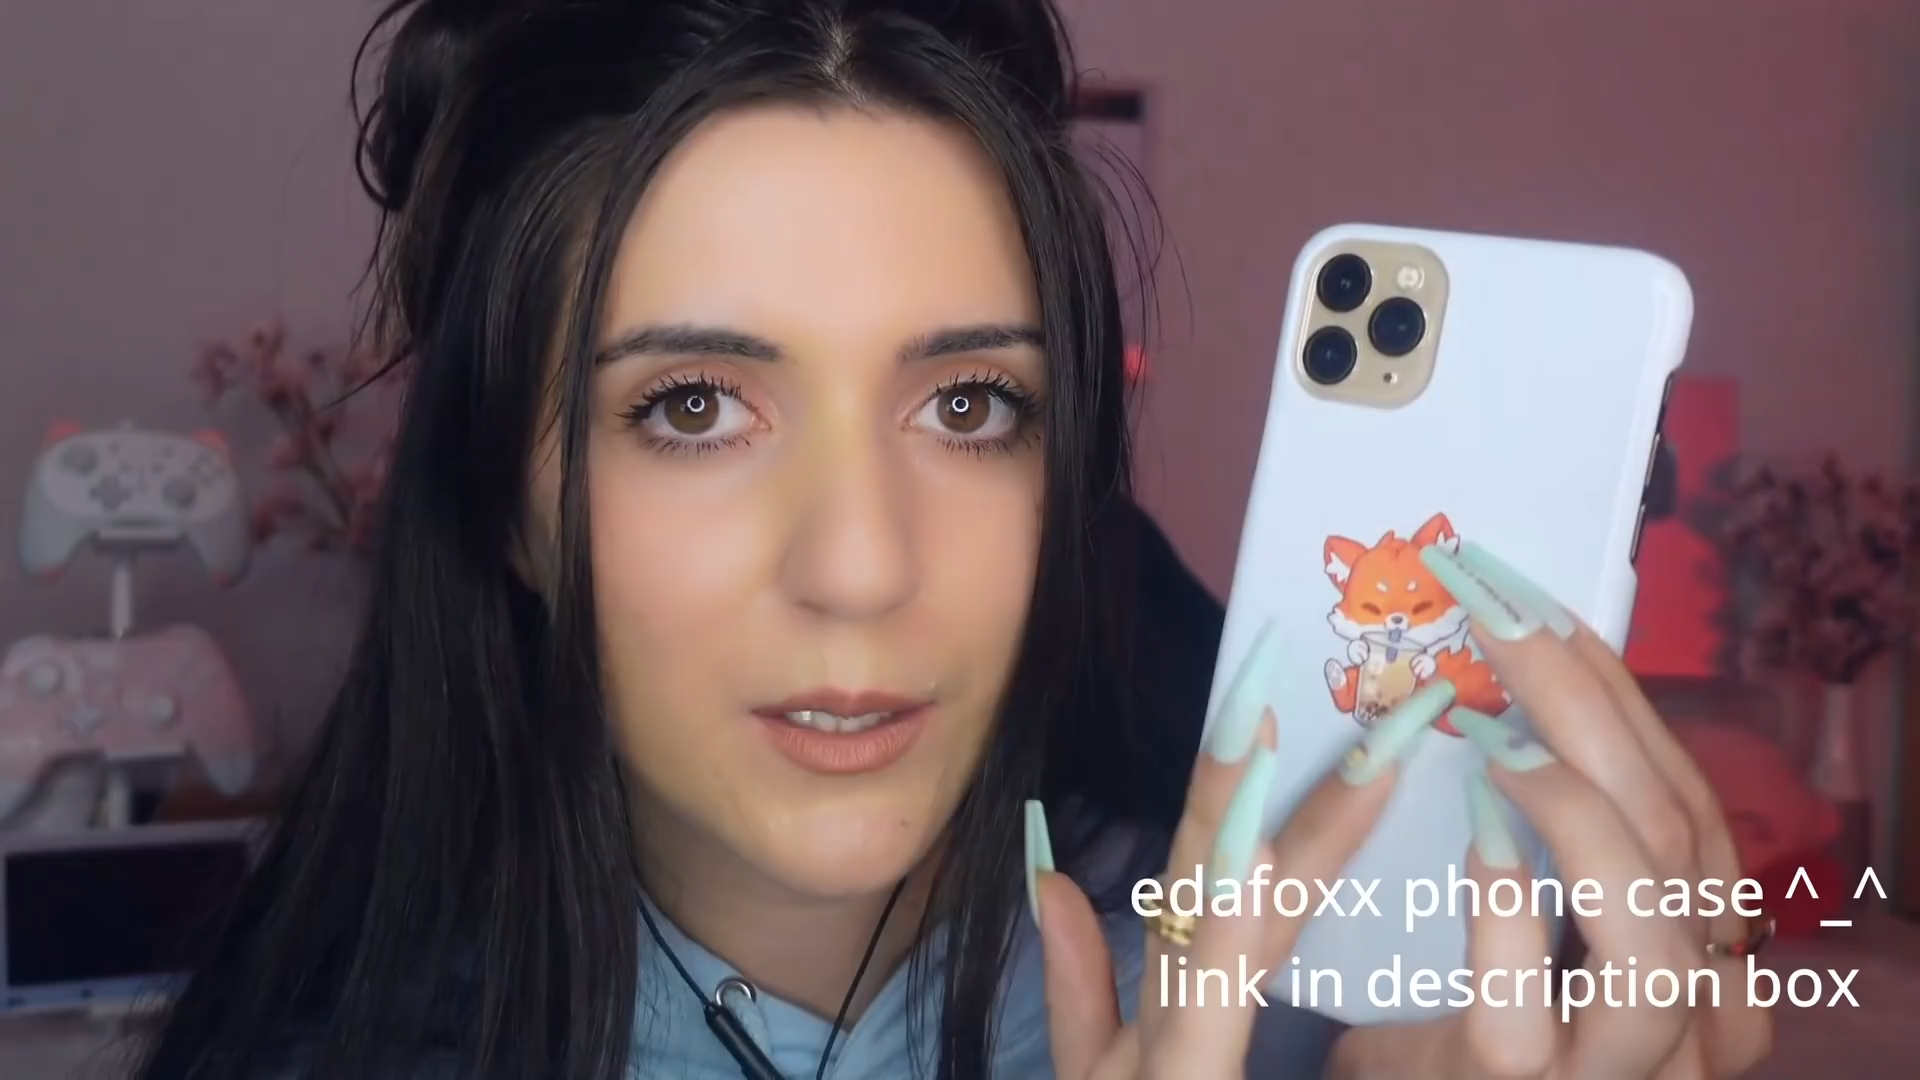 edafoxx phone case ^_^
link in description box